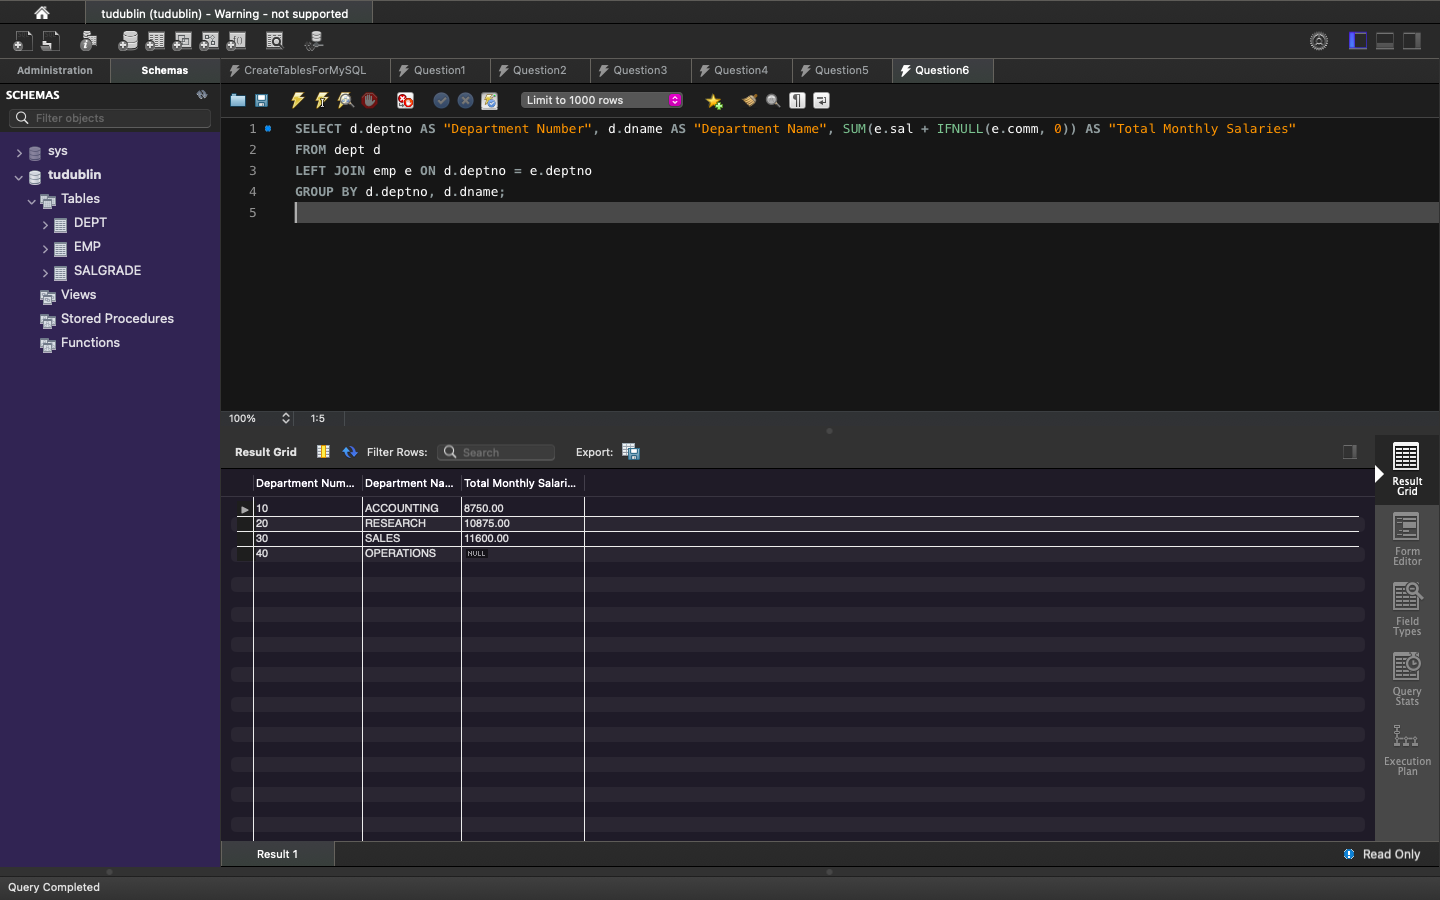 tudublin (tudublin) - Warning - not supported
Administration
Schemas
CreateTablesForMySQL
Question1
Question2
Question3
Question4
Question5
Question6
SCHEMAS
Filter objects
Limit to 1000 rows
sys
tudublin
Tables
DEPT
EMP
SALGRADE
Views
Stored Procedures
Functions
1 SELECT d.deptno AS "Department Number", d.dname AS "Department Name", SUM(e.sal + IFNULL(e.comm, 0)) AS "Total Monthly Salaries"
2 FROM dept d
3 LEFT JOIN emp e ON d.deptno = e.deptno
4 GROUP BY d.deptno, d.dname;
5
100% 1:5
Result Grid Filter Rows: Search Export:
Department Num... Department Na... Total Monthly Salari...
10 ACCOUNTING 8750.00
20 RESEARCH 10875.00
30 SALES 11600.00
40 OPERATIONS NULL
Result
Grid
Form
Editor
Field
Types
Query
Stats
Execution
Plan
Result 1
Read Only
Query Completed